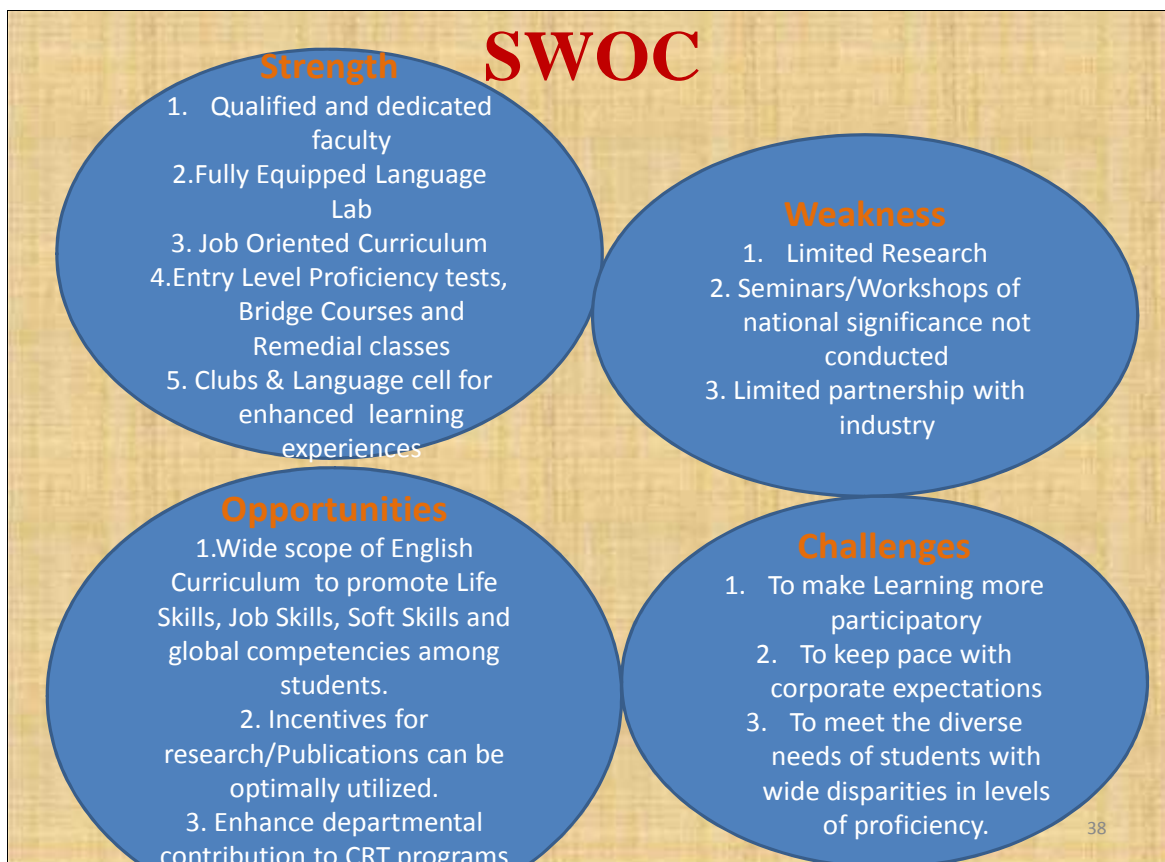 SWOC
Strength
1. Qualified and dedicated
faculty
2.Fully Equipped Language
Lab
3. Job Oriented Curriculum
4.Entry Level Proficiency tests,
Bridge Courses and
Remedial classes
5. Clubs & Language cell for
enhanced learning
experiences
Weakness
1. Limited Research
2. Seminars/Workshops of
national significance not
conducted
3. Limited partnership with
industry
Opportunities
1.Wide scope of English
Curriculum to promote Life
Skills, Job Skills, Soft Skills and
global competencies among
students.
2. Incentives for
research/Publications can be
optimally utilized.
3. Enhance departmental
contribution to CRT programs
Challenges
1. To make Learning more
participatory
2. To keep pace with
corporate expectations
3. To meet the diverse
needs of students with
wide disparities in levels
of proficiency.
38